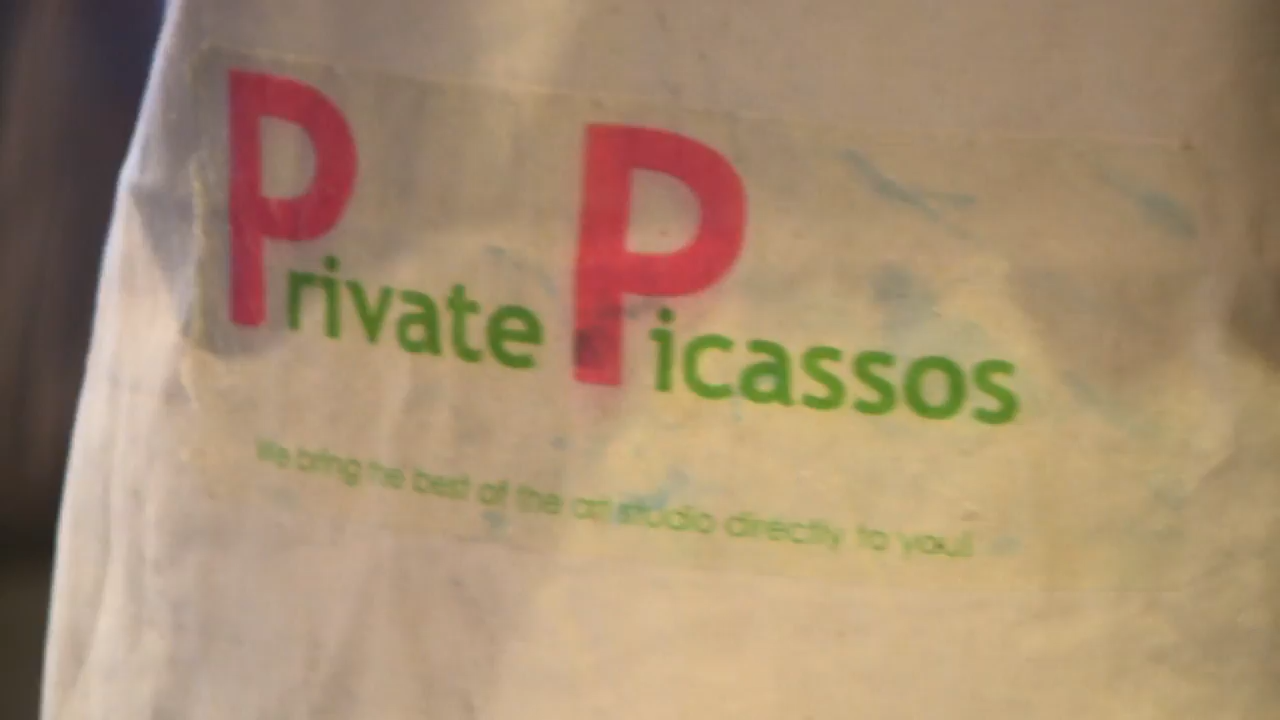 Private Picassos
We bring the best of the art studio directly to you!